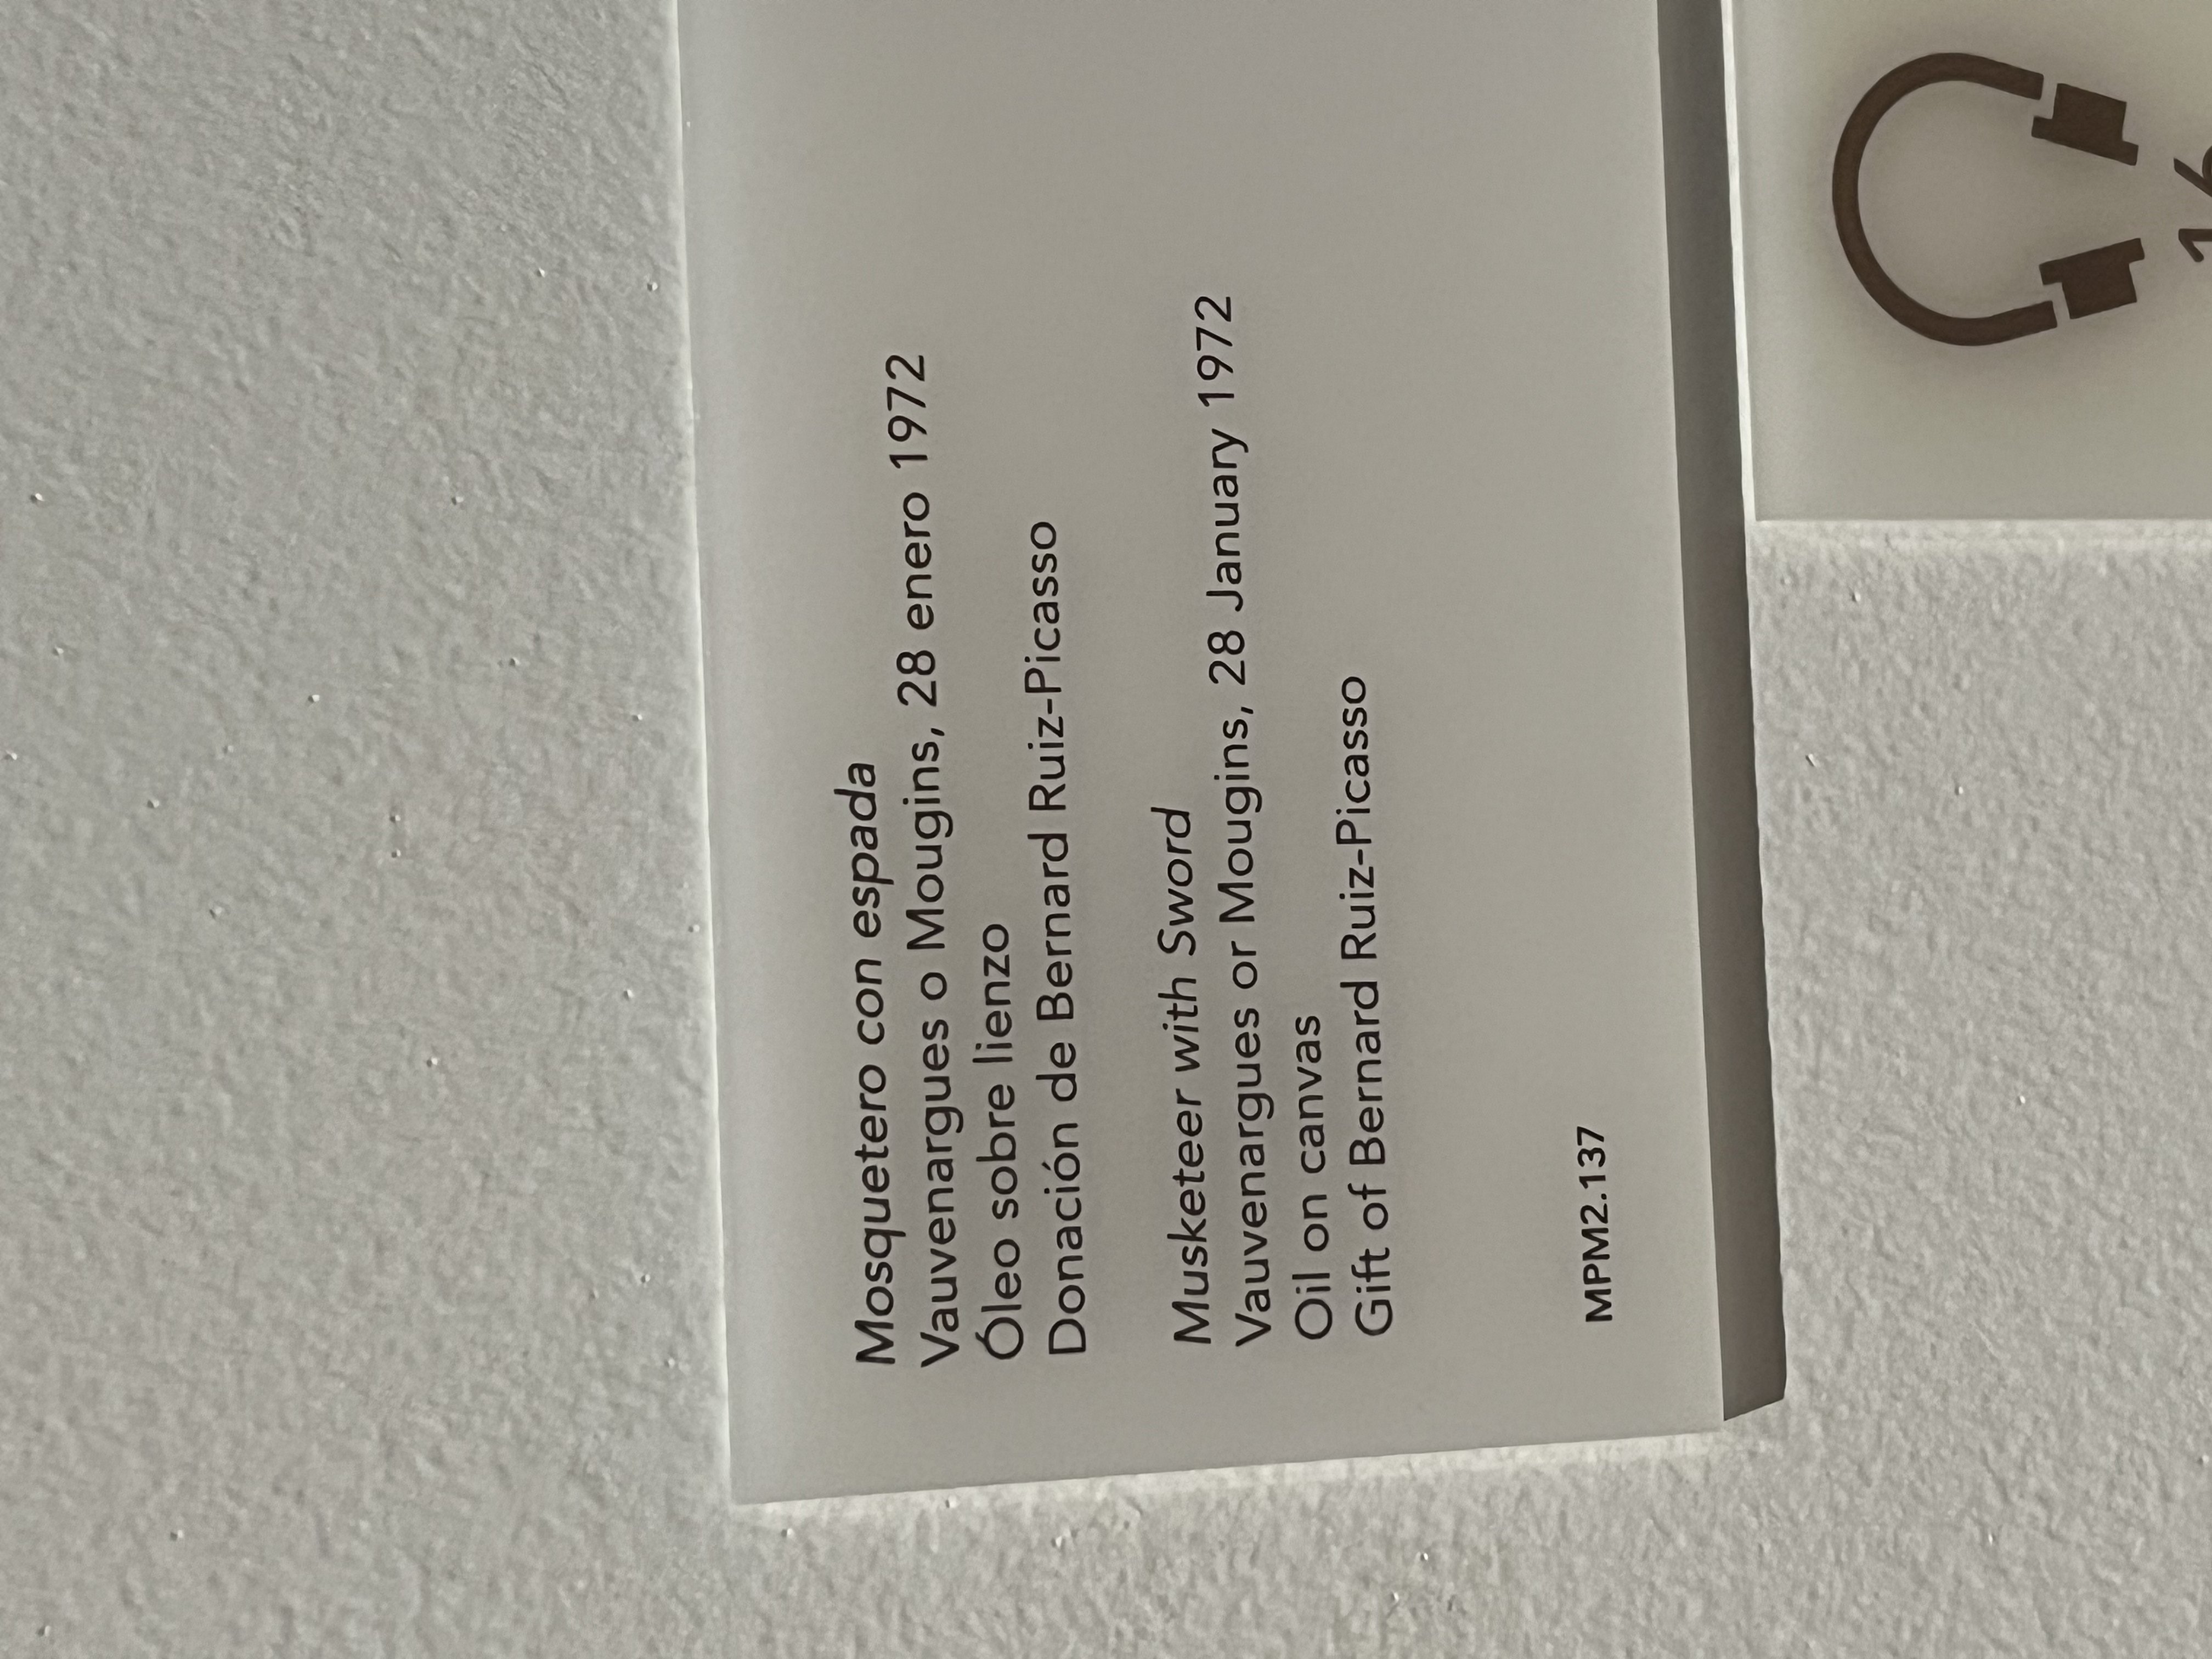 Mosquetero con espada
Vauvenargues o Mougins, 28 enero 1972
Óleo sobre lienzo
Donación de Bernard Ruiz-Picasso
Musketeer with Sword
Vauvenargues or Mougins, 28 January 1972
Oil on canvas
Gift of Bernard Ruiz-Picasso
MPM2.137